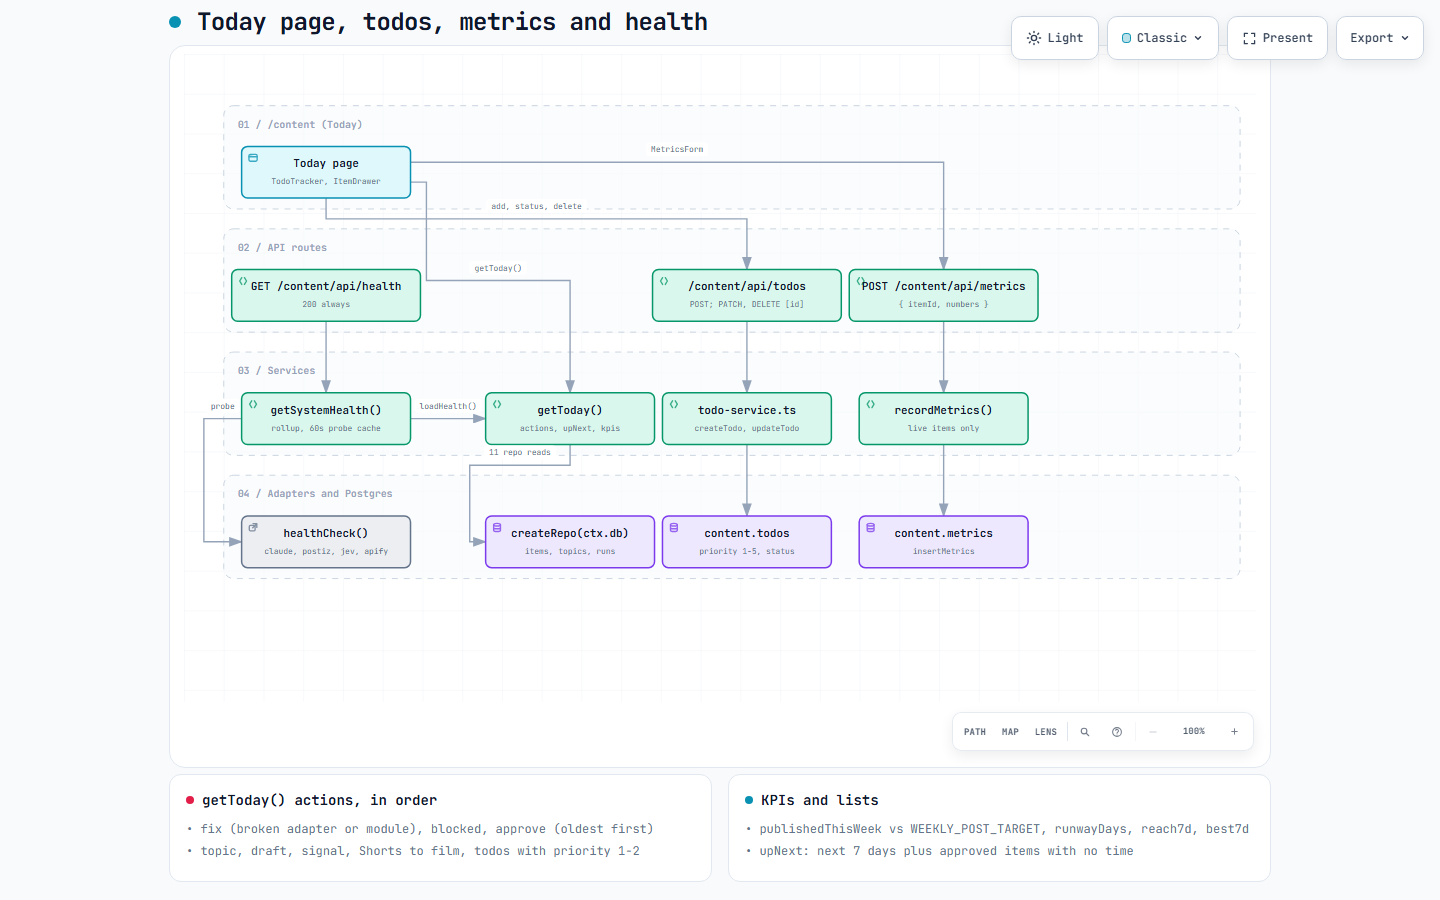 Today page, todos, metrics and health
Light
Classic
Present
Export
01 / /content (Today)
Today page
TodoTracker, ItemDrawer
MetricsForm
add, status, delete
02 / API routes
getToday()
GET /content/api/health
200 always
/content/api/todos
POST; PATCH, DELETE [id]
POST /content/api/metrics
{ itemId, numbers }
03 / Services
probe
getSystemHealth()
rollup, 60s probe cache
loadHealth()
getToday()
actions, upNext, kpis
todo-service.ts
createTodo, updateTodo
recordMetrics()
live items only
11 repo reads
04 / Adapters and Postgres
healthCheck()
claude, postiz, jev, apify
createRepo(ctx.db)
items, topics, runs
content.todos
priority 1-5, status
content.metrics
insertMetrics
PATH MAP LENS
100%
getToday() actions, in order
• fix (broken adapter or module), blocked, approve (oldest first)
• topic, draft, signal, Shorts to film, todos with priority 1-2
KPIs and lists
• publishedThisWeek vs WEEKLY_POST_TARGET, runwayDays, reach7d, best7d
• upNext: next 7 days plus approved items with no time